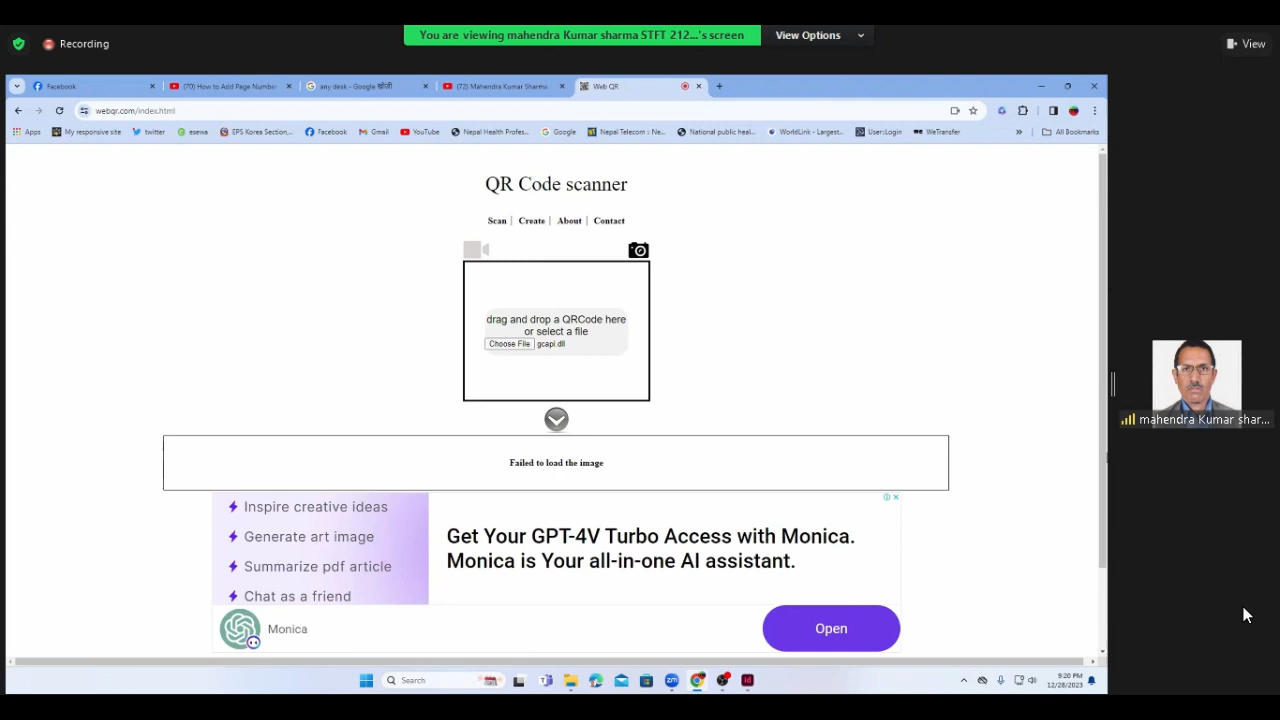 You are viewing mahendra Kumar sharma STFT 212...'s screen
View Options
Recording
View
Facebook
(70) How to Add Page Number
any desk - Google खोजी
(72) Mahendra Kumar Sharma
Web QR
webqr.com/index.html
Apps
My responsive site
twitter
esewa
EPS Korea Section,...
Facebook
Gmail
YouTube
Nepal Health Profes...
Google
Nepal Telecom : Ne...
National public heal...
WorldLink - Largest...
User:Login
WeTransfer
»
All Bookmarks
QR Code scanner
Scan | Create | About | Contact
drag and drop a QRCode here
or select a file
Choose File gcapi.dll
Failed to load the image
Inspire creative ideas
Generate art image
Summarize pdf article
Chat as a friend
Get Your GPT-4V Turbo Access with Monica.
Monica is Your all-in-one AI assistant.
Monica
Open
mahendra Kumar shar...
Search
9:20 PM
12/28/2023